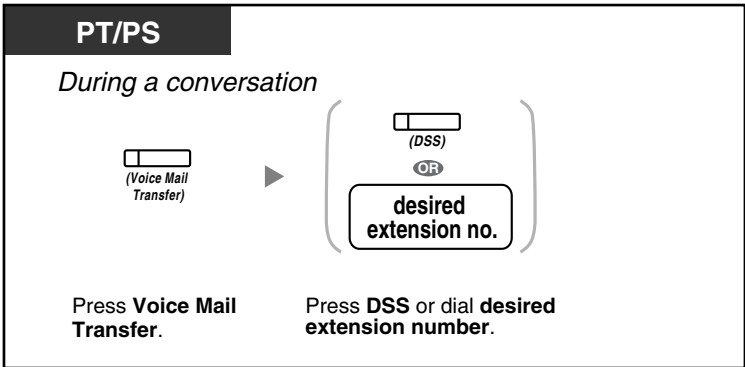 PT/PS
During a conversation
(Voice Mail
Transfer)
(DSS)
OR
desired
extension no.
Press Voice Mail
Transfer.
Press DSS or dial desired
extension number.